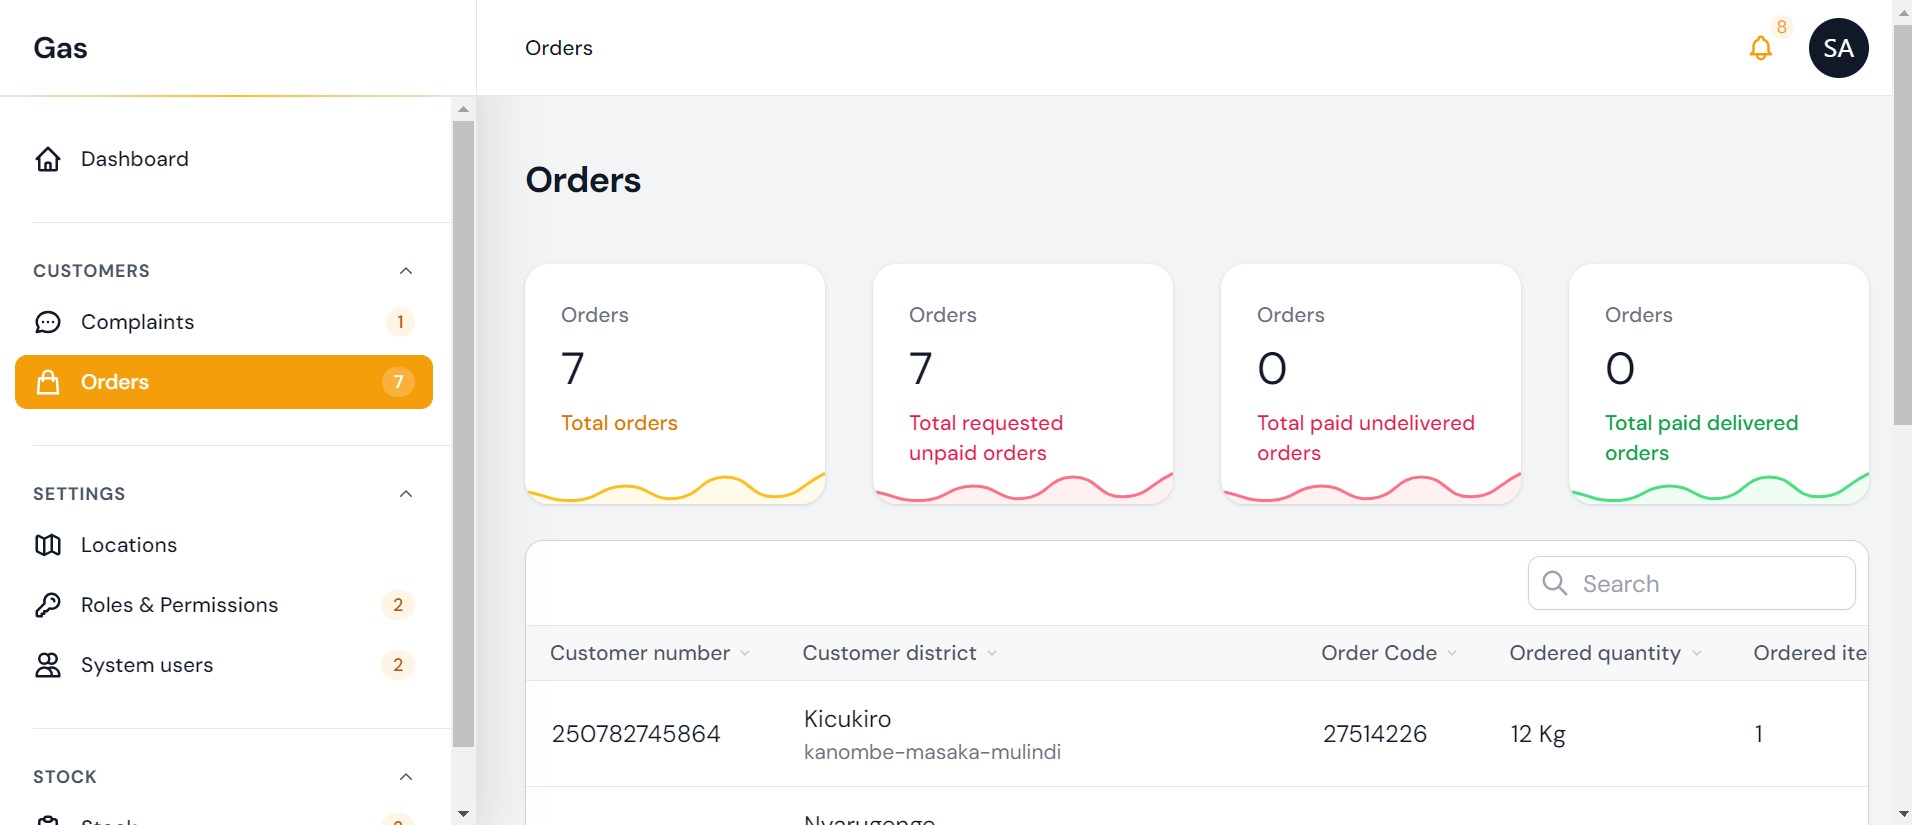 Gas
Orders
8
SA
Dashboard
CUSTOMERS
Complaints 1
Orders 7
SETTINGS
Locations
Roles & Permissions 2
System users 2
STOCK
Orders
Orders
7
Total orders
Orders
7
Total requested
unpaid orders
Orders
0
Total paid undelivered
orders
Orders
0
Total paid delivered
orders
Search
Customer number Customer district Order Code Ordered quantity Ordered ite
250782745864 Kicukiro 27514226 12 Kg 1
kanombe-masaka-mulindi